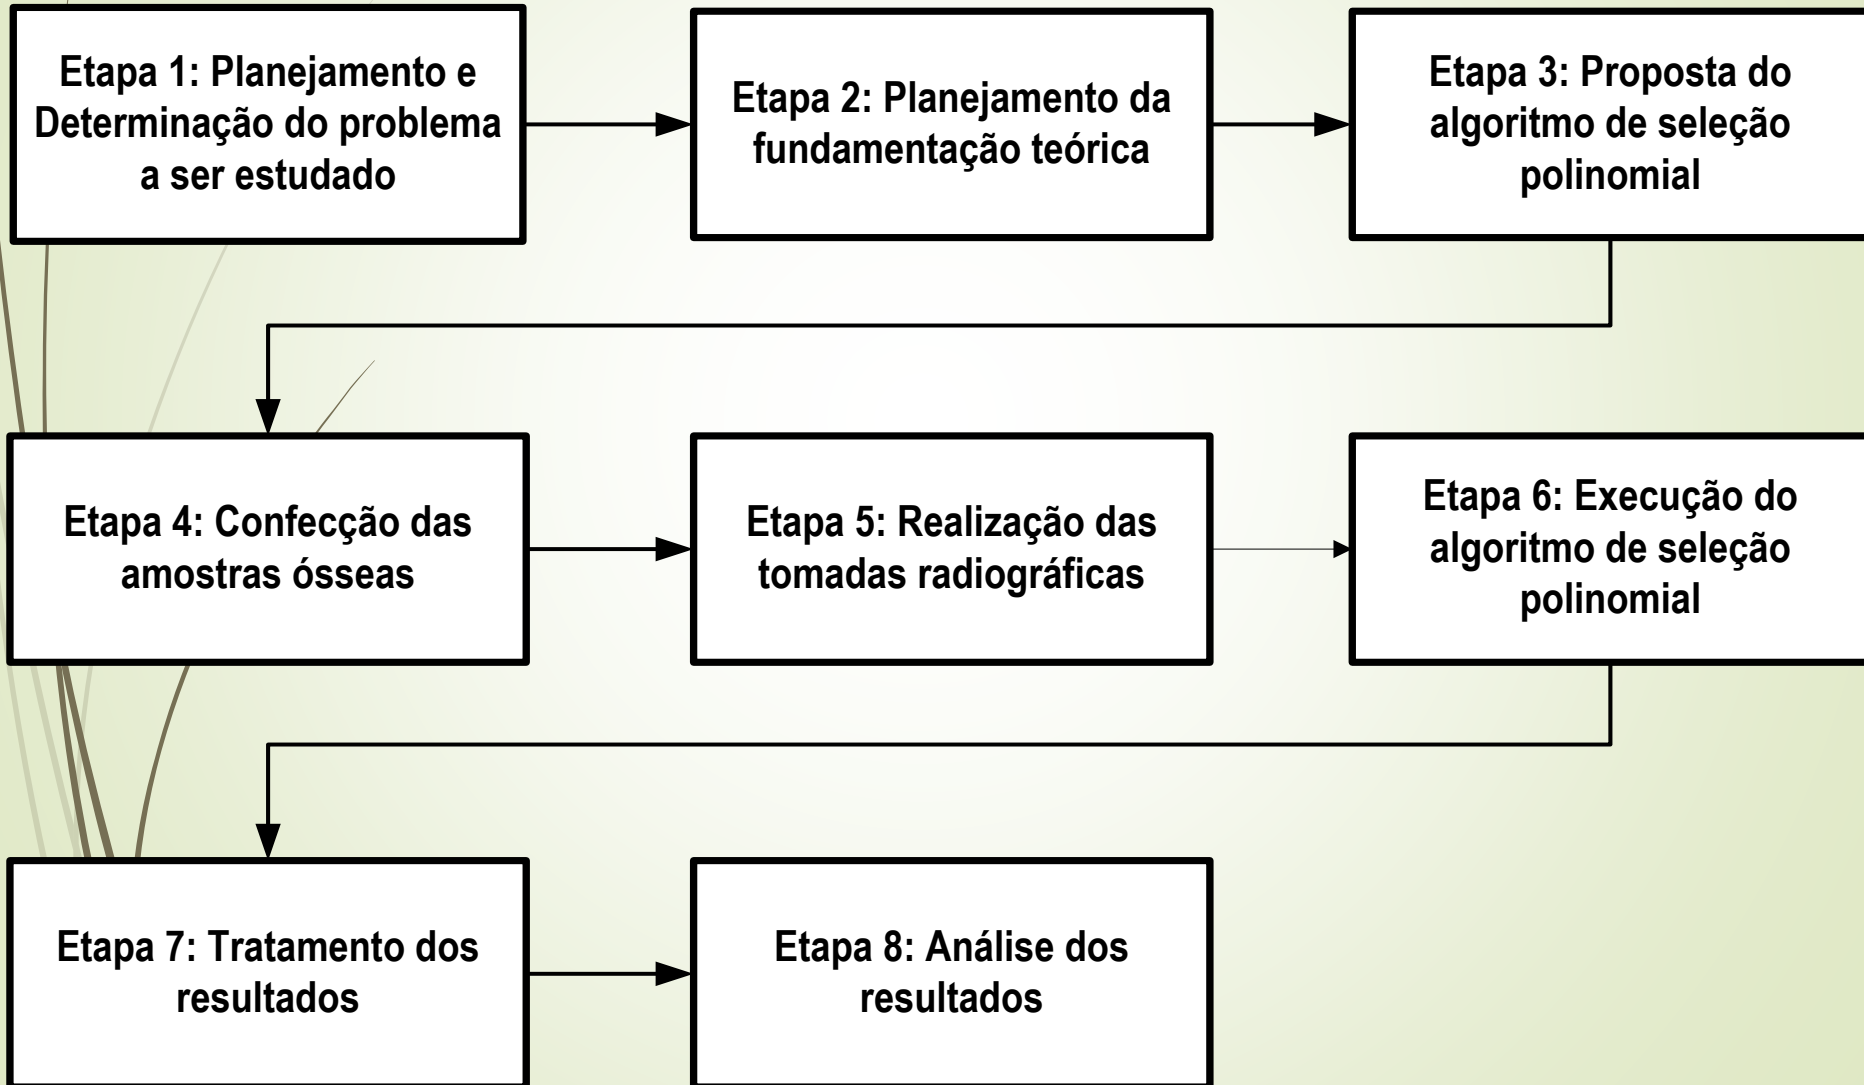 Etapa 1: Planejamento e
Determinação do problema
a ser estudado
Etapa 2: Planejamento da
fundamentação teórica
Etapa 3: Proposta do
algoritmo de seleção
polinomial
Etapa 4: Confecção das
amostras ósseas
Etapa 5: Realização das
tomadas radiográficas
Etapa 6: Execução do
algoritmo de seleção
polinomial
Etapa 7: Tratamento dos
resultados
Etapa 8: Análise dos
resultados